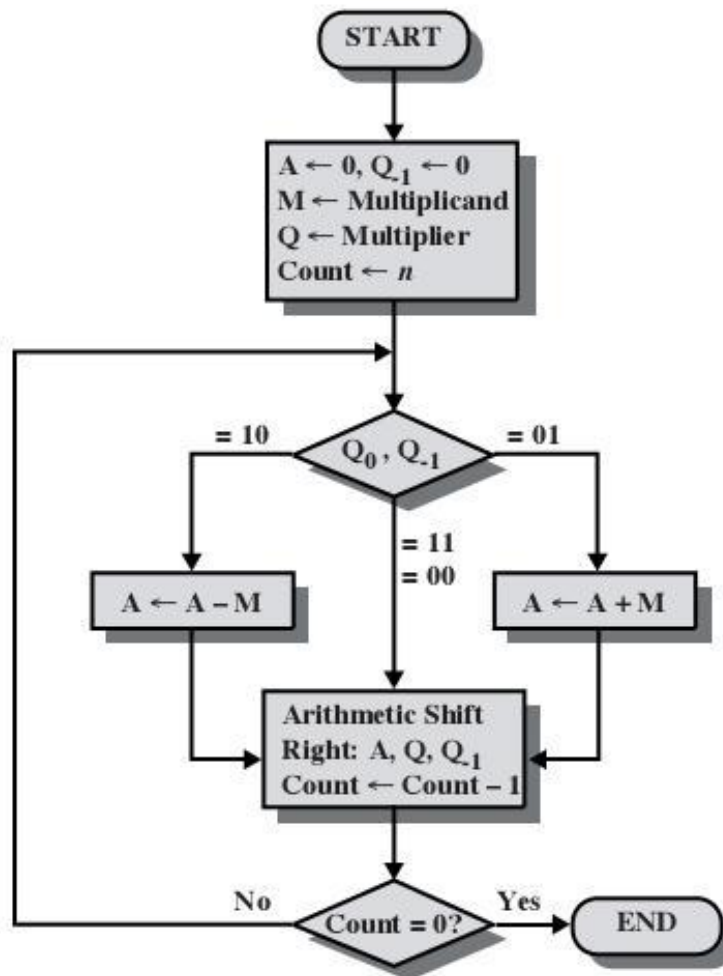 START
A ← 0, Q₋₁ ← 0
M ← Multiplicand
Q ← Multiplier
Count ← n
= 10
Q₀ , Q₋₁
= 01
= 11
= 00
A ← A – M
A ← A + M
Arithmetic Shift
Right: A, Q, Q₋₁
Count ← Count – 1
No
Count = 0?
Yes
END